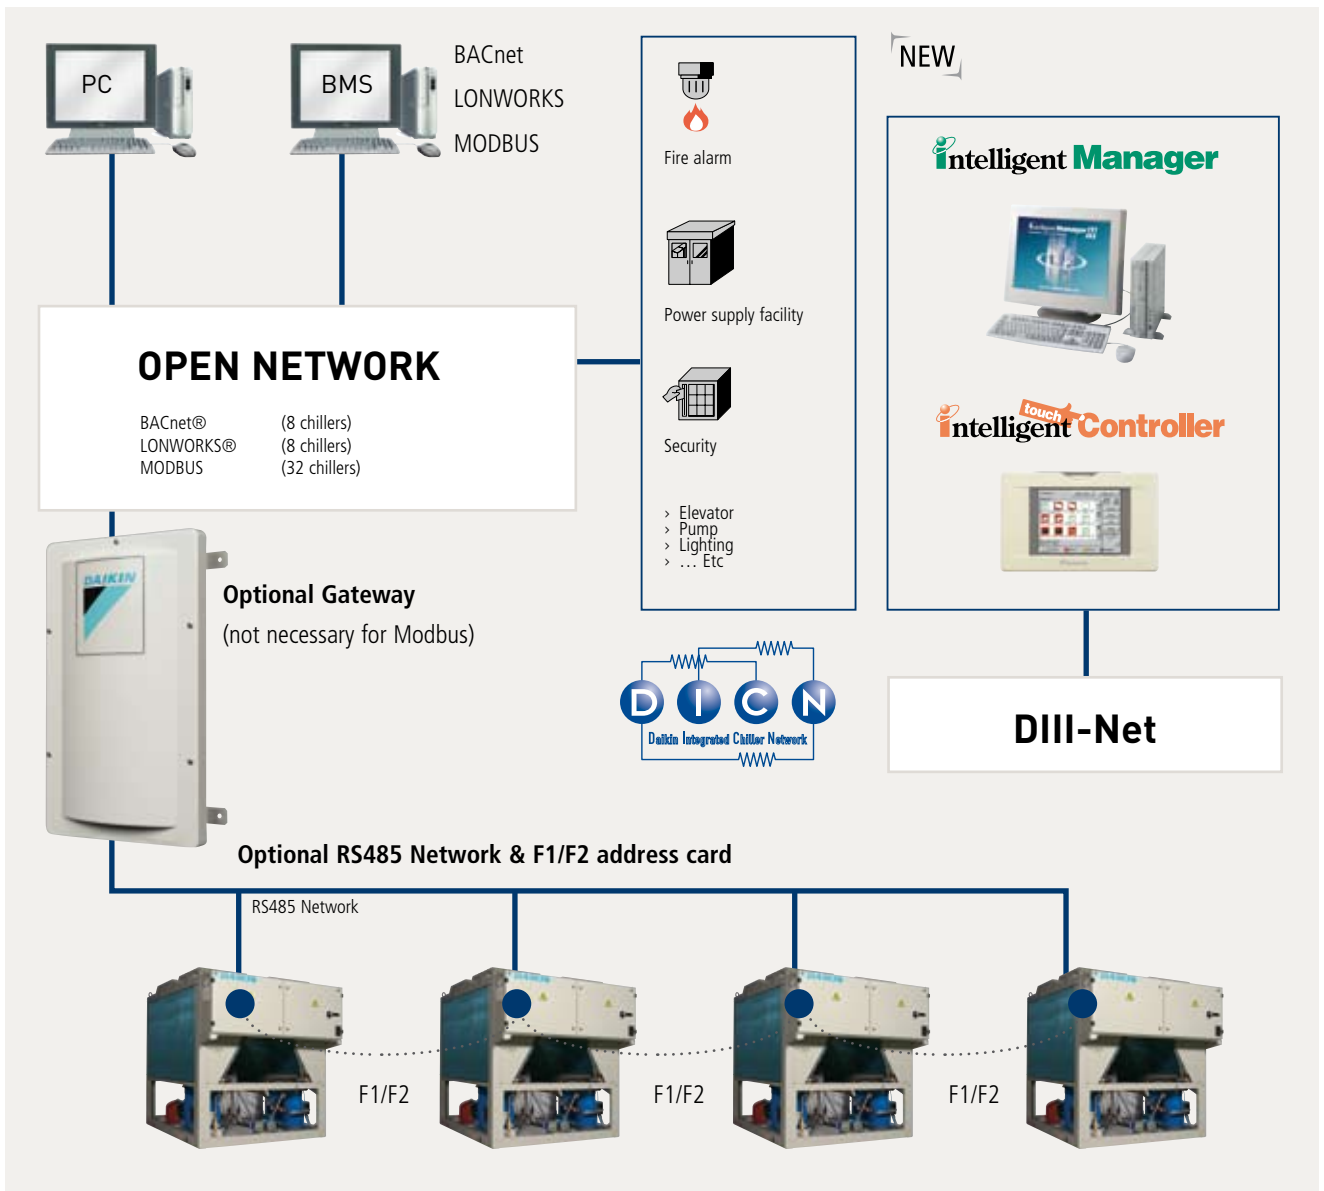 PC
BMS
BACnet
LONWORKS
MODBUS
Fire alarm
Power supply facility
Security
› Elevator
› Pump
› Lighting
› … Etc
NEW
intelligent Manager
intelligent touch Controller
OPEN NETWORK
BACnet® (8 chillers)
LONWORKS® (8 chillers)
MODBUS (32 chillers)
DAIKIN
Optional Gateway
(not necessary for Modbus)
DICN
Daikin Integrated Chiller Network
DIII-Net
Optional RS485 Network & F1/F2 address card
RS485 Network
F1/F2
F1/F2
F1/F2